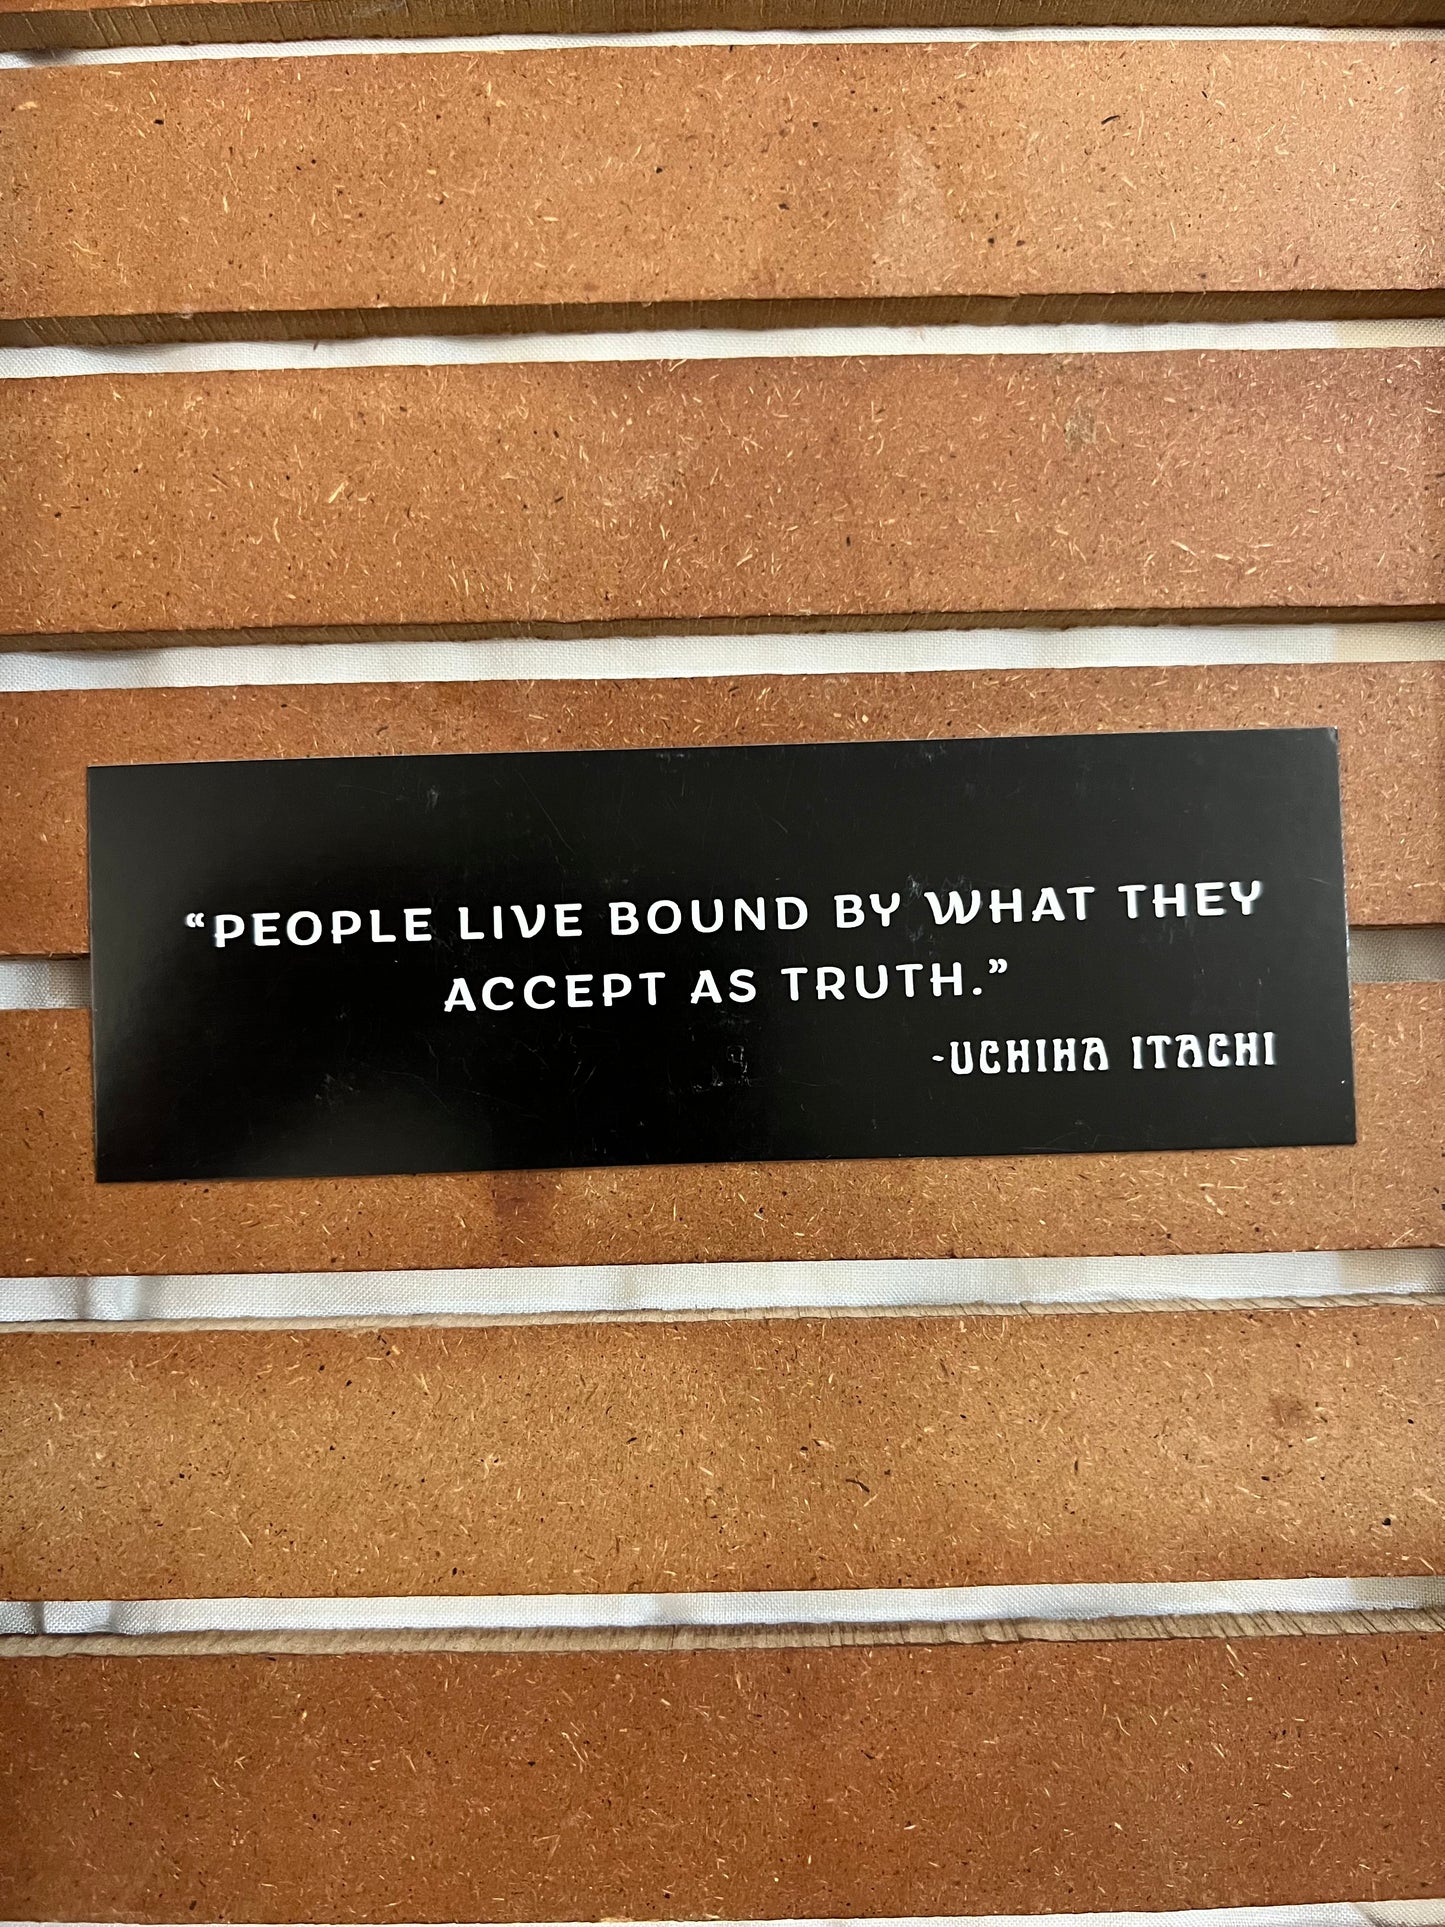 “PEOPLE LIVE BOUND BY WHAT THEY
ACCEPT AS TRUTH.”
-UCHIHA ITACHI